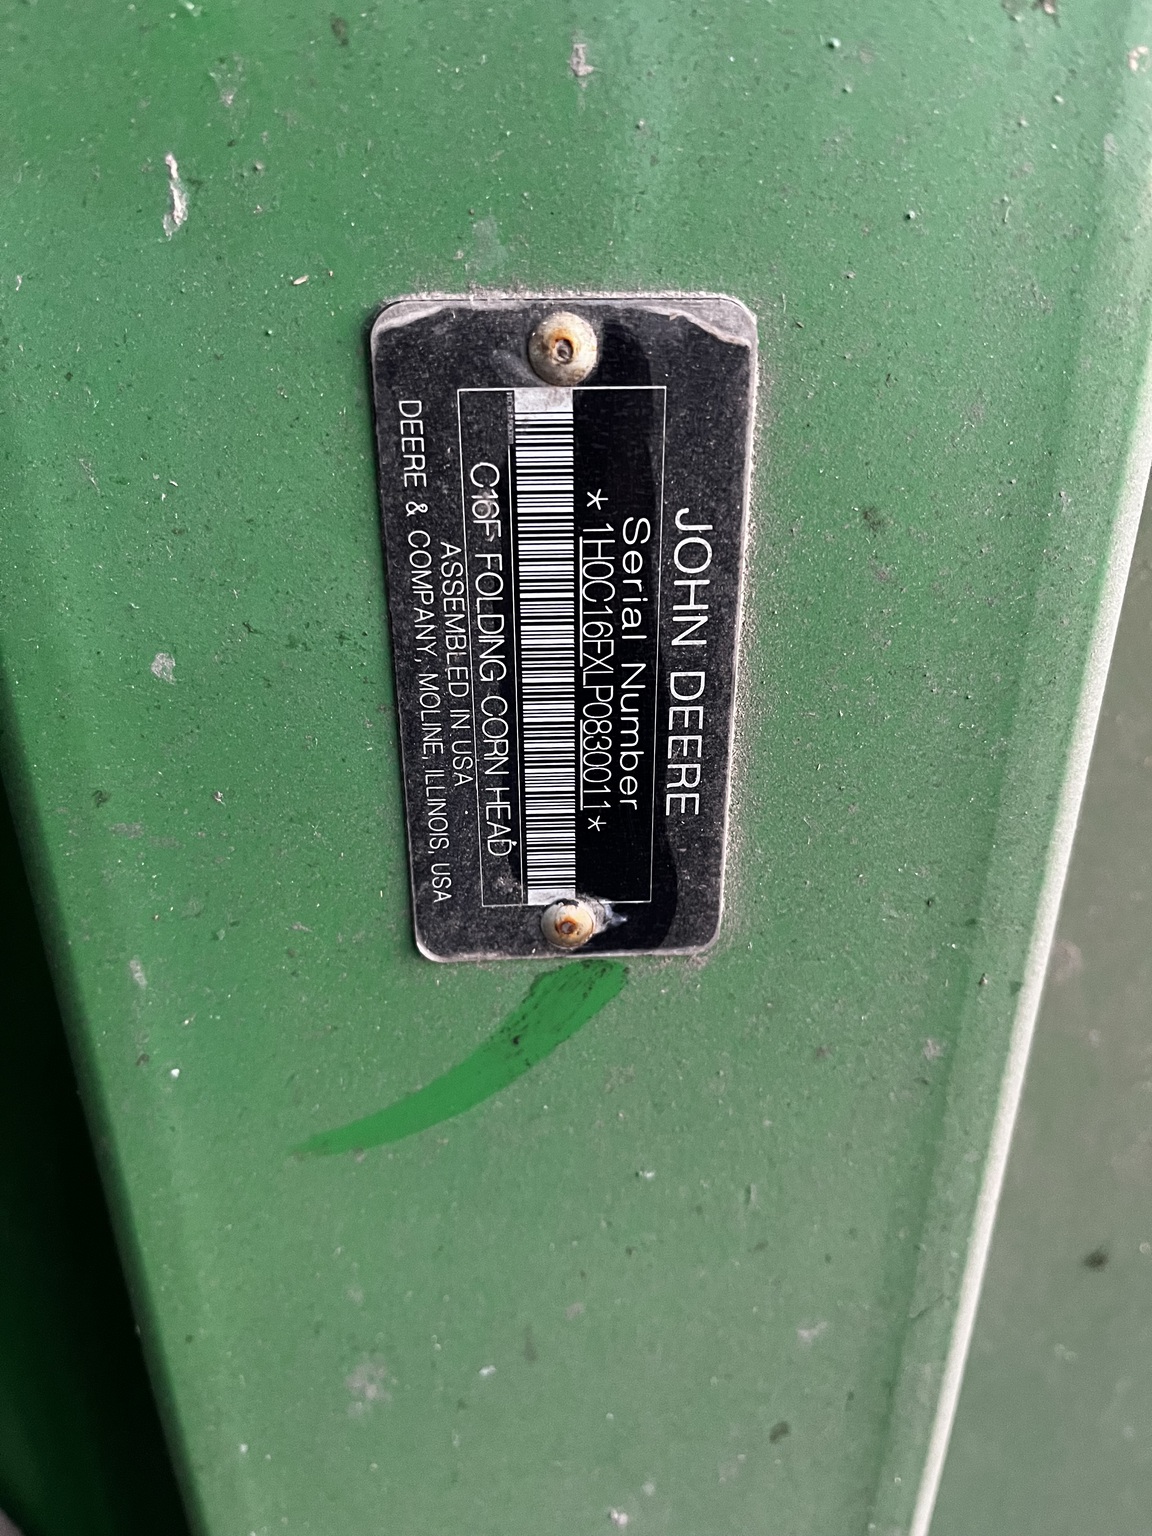 JOHN DEERE
Serial Number
*1H0C16FXLP0830011*
C16F FOLDING CORN HEAD
ASSEMBLED IN USA
DEERE & COMPANY, MOLINE, ILLINOIS, USA